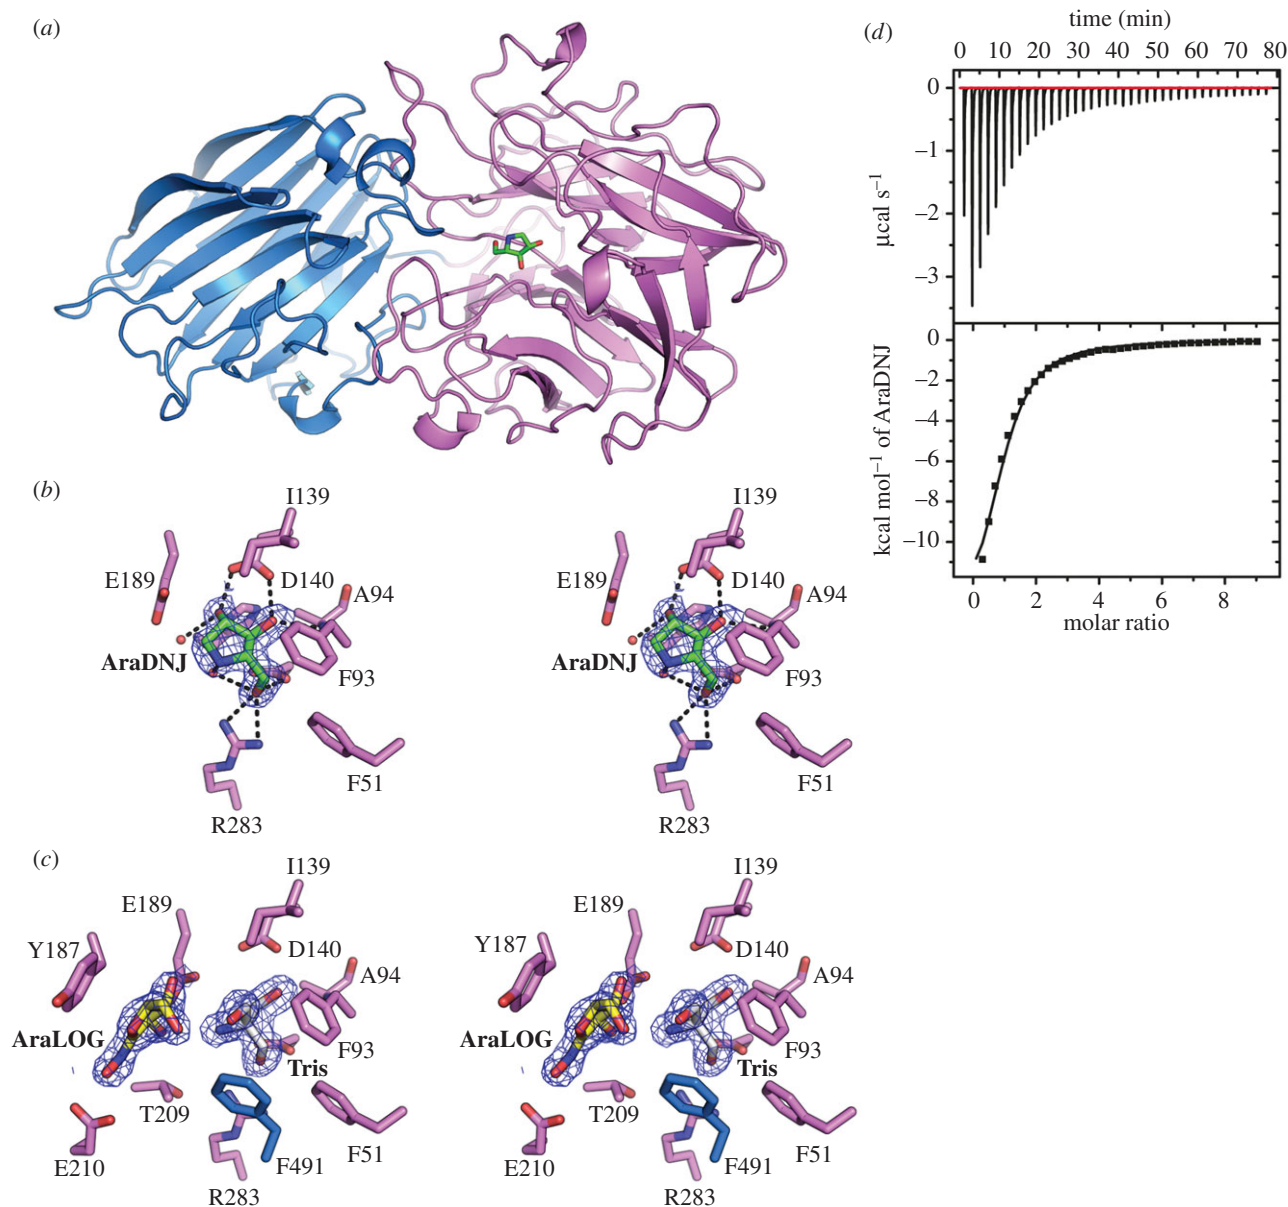 (a)
(b)
I139
E189
D140
A94
AraDNJ
F93
F51
R283
I139
E189
D140
A94
AraDNJ
F93
F51
R283
(c)
I139
E189
Y187
D140
A94
AraLOG
F93
Tris
T209
F51
E210
F491
R283
I139
E189
Y187
D140
A94
AraLOG
F93
Tris
T209
F51
E210
F491
R283
(d)
time (min)
0 10 20 30 40 50 60 70 80
0
–1
–2
–3
µcal s–1
0
–2
–4
–6
–8
–10
kcal mol–1 of AraDNJ
0 2 4 6 8
molar ratio